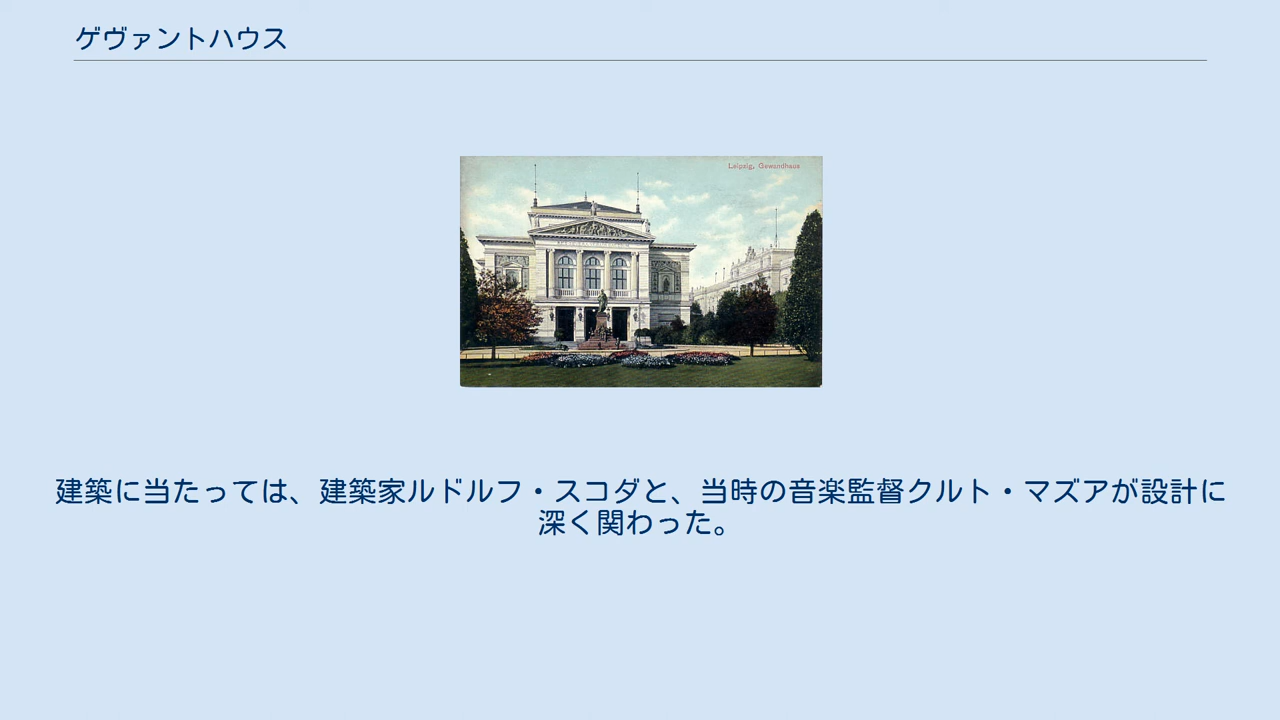 ゲヴァントハウス
Leipzig, Gewandhaus
建築に当たっては、建築家ルドルフ・スコダと、当時の音楽監督クルト・マズアが設計に
深く関わった。